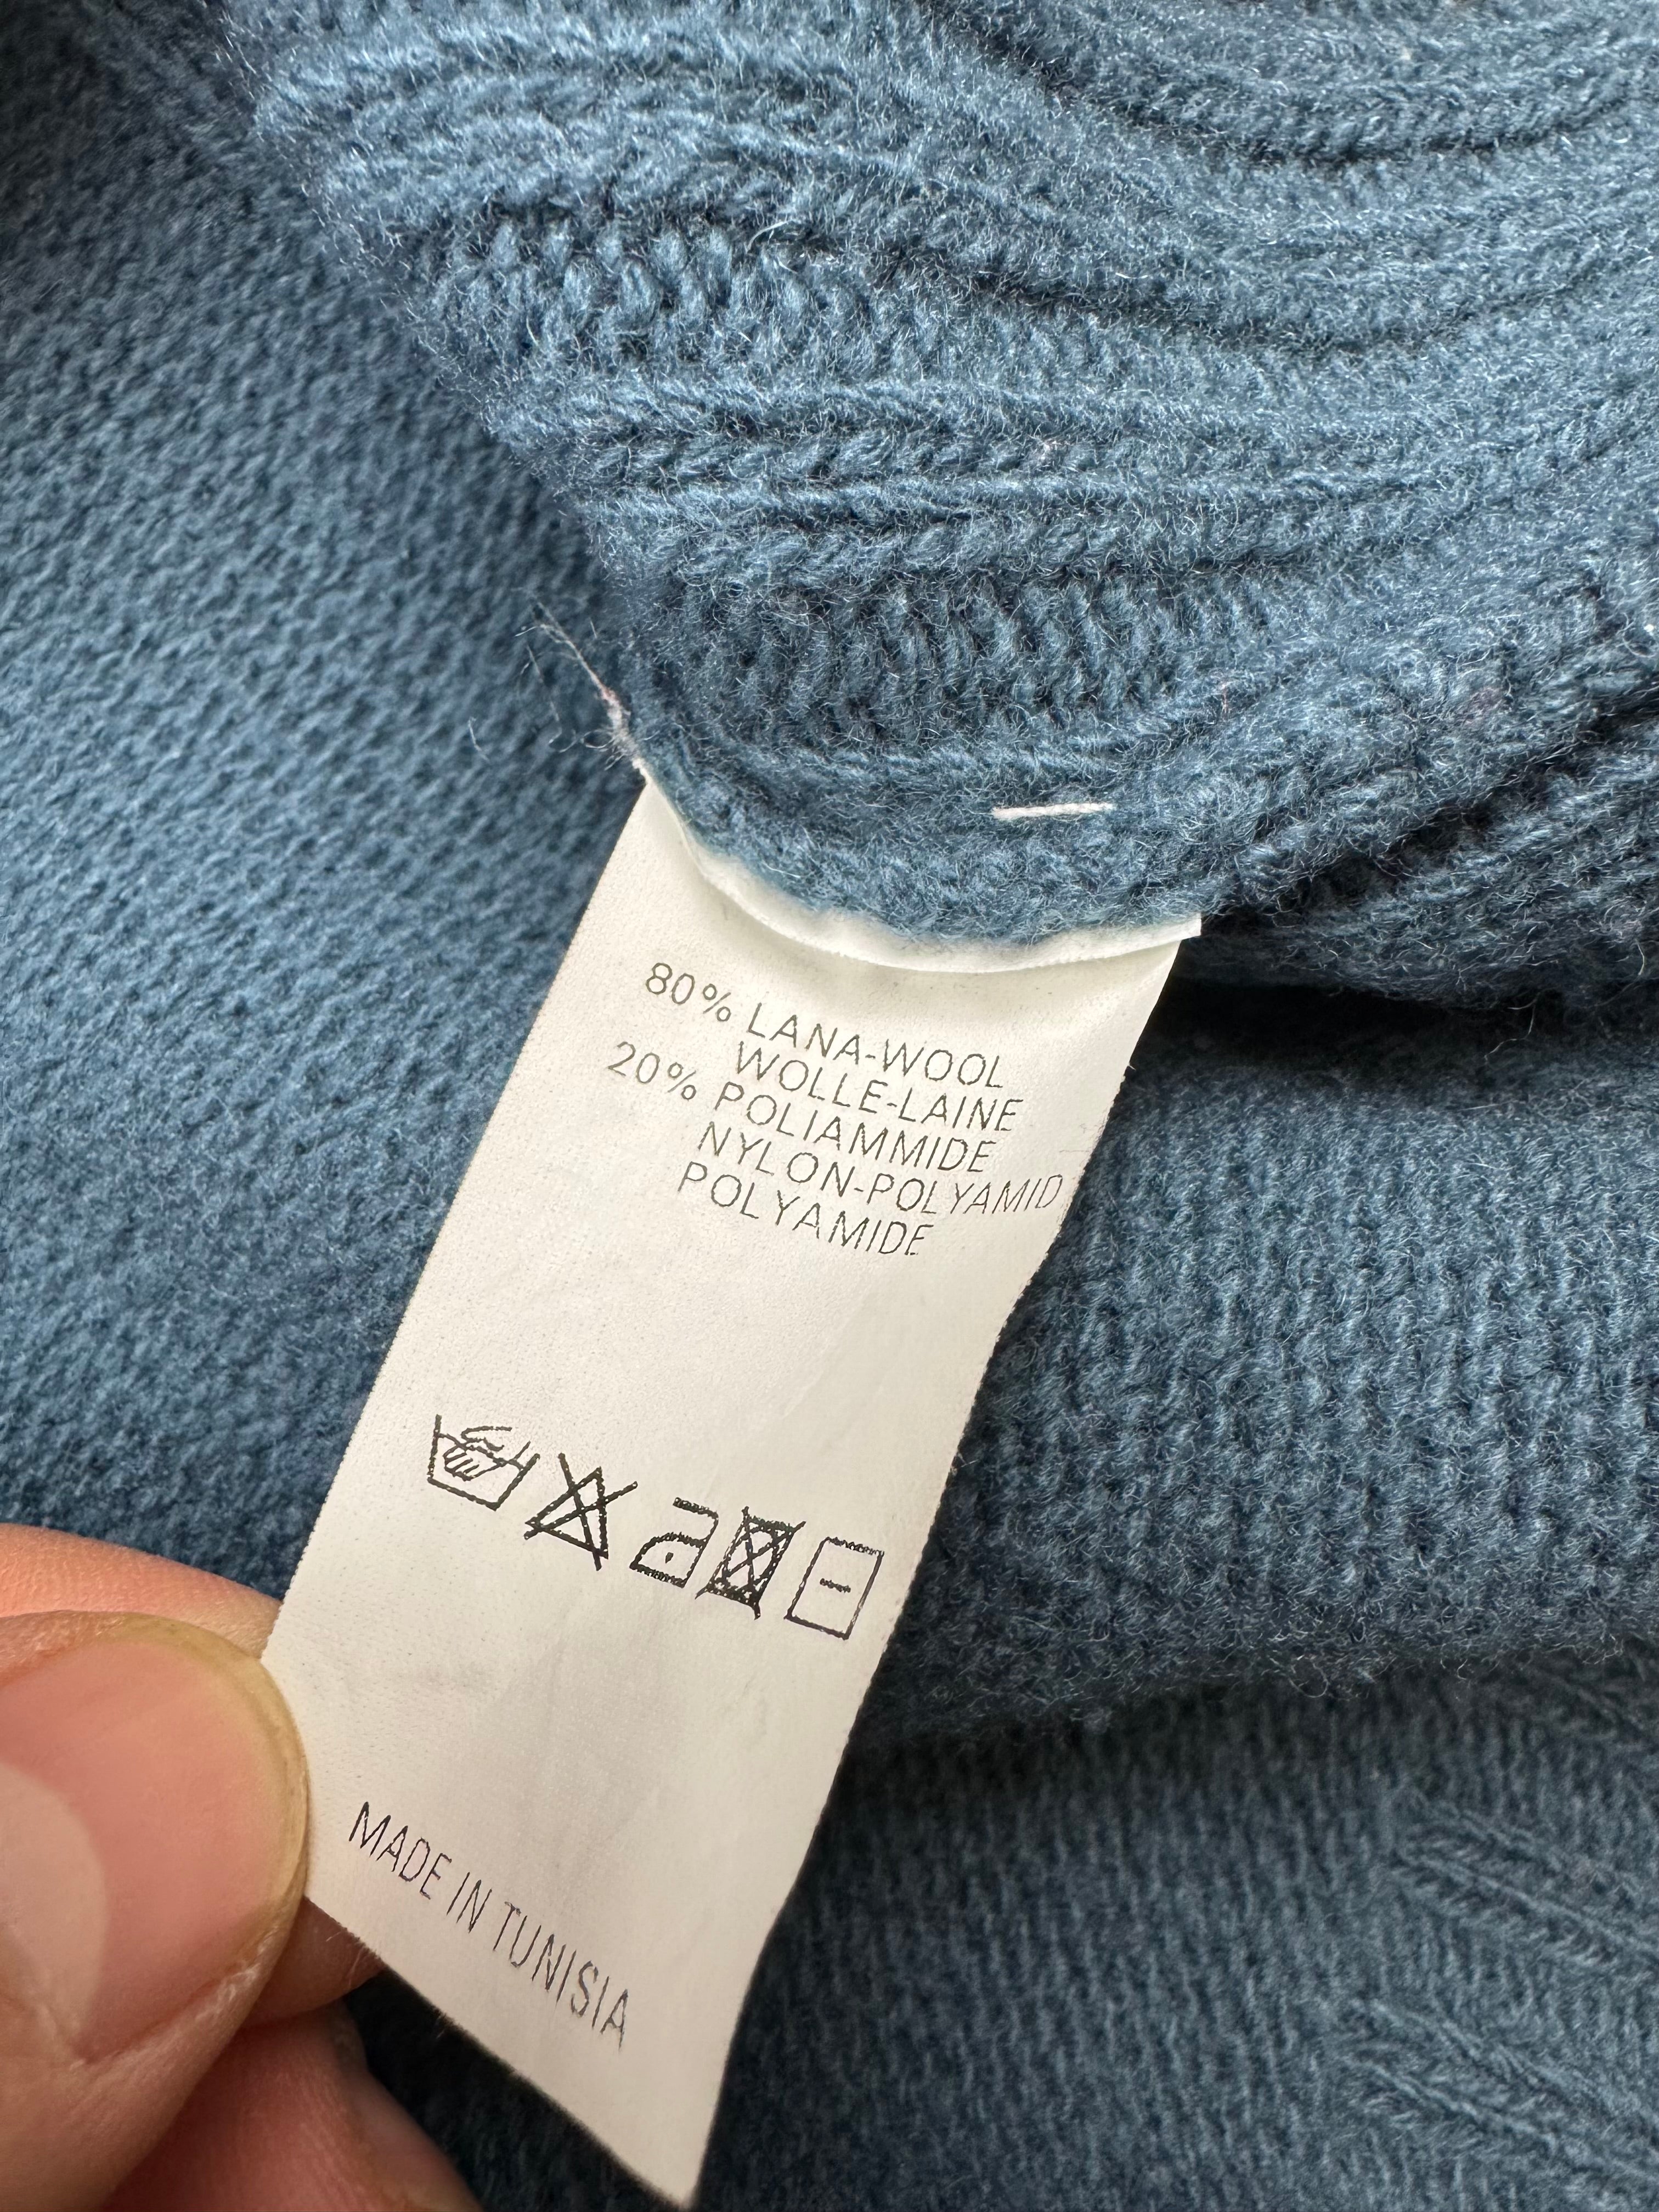 80% LANA-WOOL
WOLLE-LAINE
20% POLIAMMIDE
NYLON-POLYAMID
POLYAMIDE
MADE IN TUNISIA